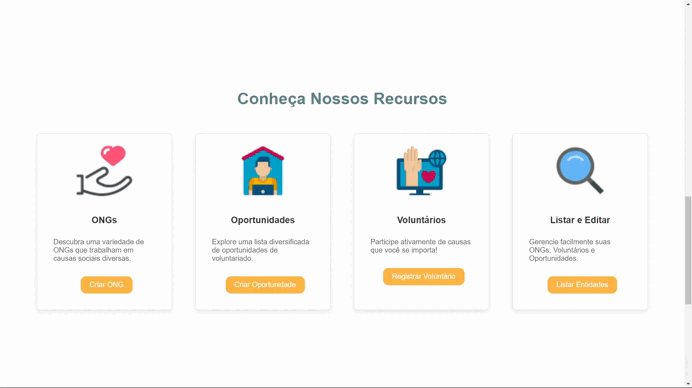 Conheça Nossos Recursos
ONGs
Descubra uma variedade de
ONGs que trabalham em
causas sociais diversas.
Criar ONG
Oportunidades
Explore uma lista diversificada
de oportunidades de
voluntariado.
Criar Oportunidade
Voluntários
Participe ativamente de causas
que você se importa!
Registrar Voluntário
Listar e Editar
Gerencie facilmente suas
ONGs, Voluntários e
Oportunidades.
Listar Entidades